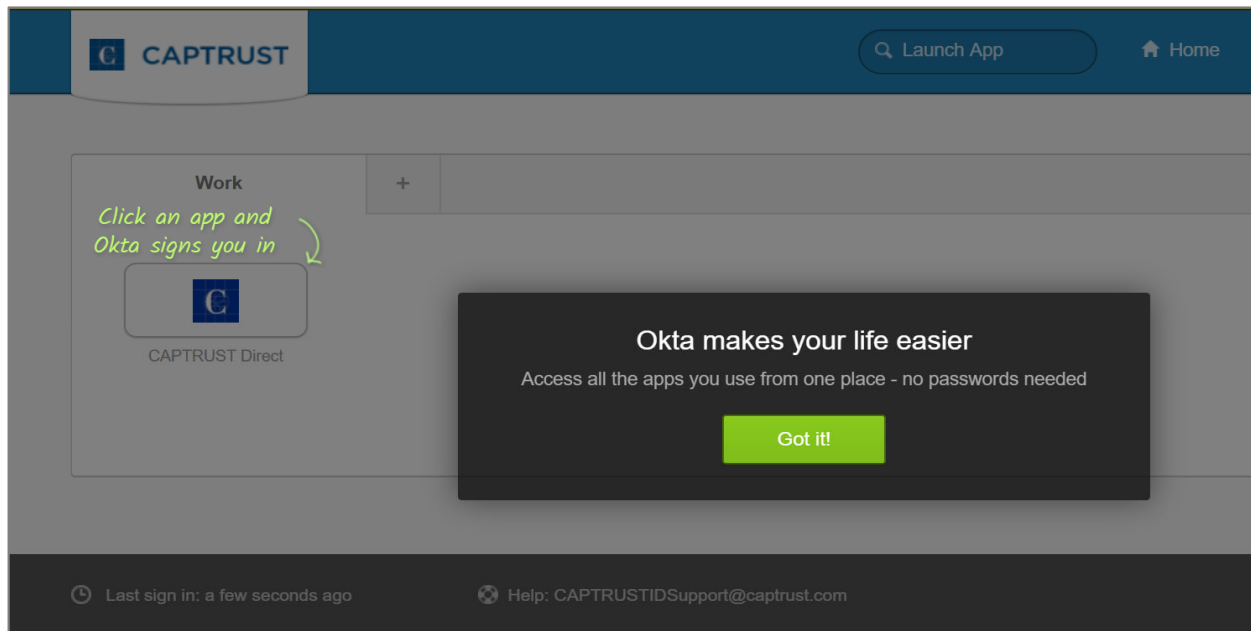 C CAPTRUST
Launch App
Home
Work
+
Click an app and
Okta signs you in
C
CAPTRUST Direct
Okta makes your life easier
Access all the apps you use from one place - no passwords needed
Got it!
Last sign in: a few seconds ago
Help: CAPTRUSTIDSupport@captrust.com